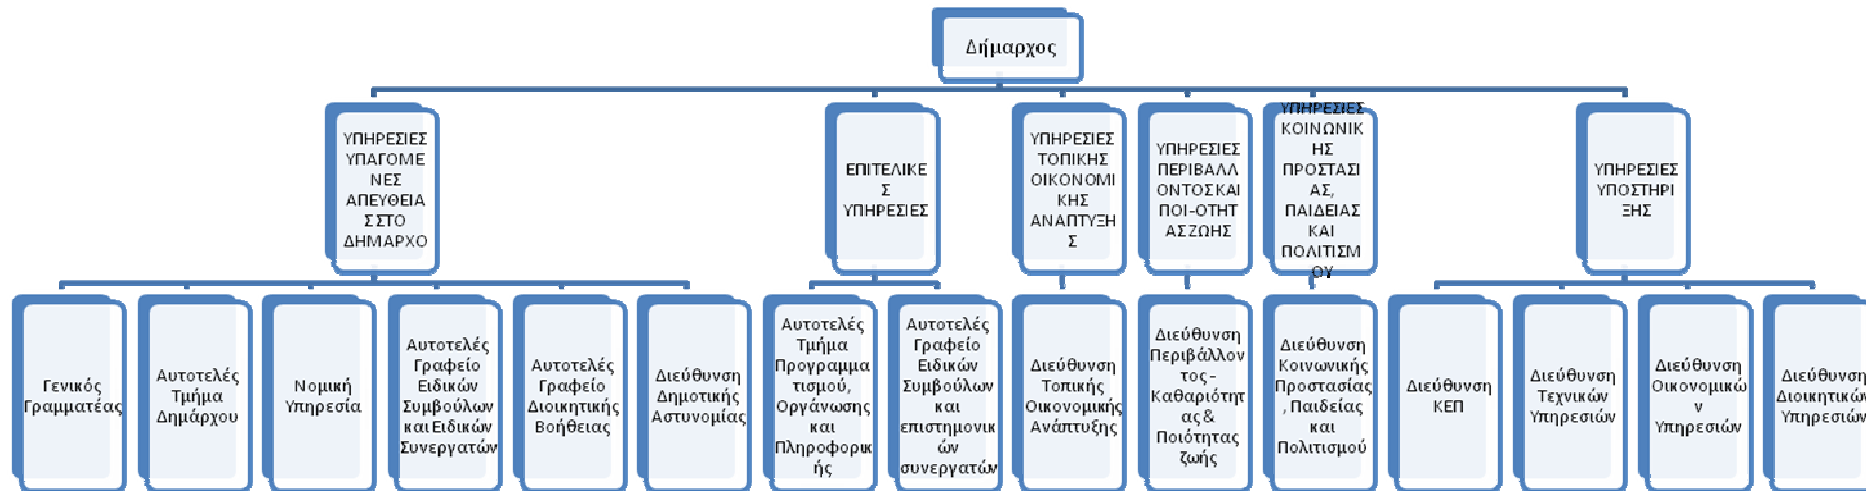 Δήμαρχος
ΥΠΗΡΕΣΙΕΣ
ΥΠΑΓΟΜΕ
ΝΕΣ
ΑΠΕΥΘΕΙΑ
Σ ΣΤΟ
ΔΗΜΑΡΧΟ
ΕΠΙΤΕΛΙΚΕ
Σ
ΥΠΗΡΕΣΙΕΣ
ΥΠΗΡΕΣΙΕΣ
ΤΟΠΙΚΗΣ
ΟΙΚΟΝΟΜΙ
ΚΗΣ
ΑΝΑΠΤΥΞΗ
Σ
ΥΠΗΡΕΣΙΕΣ
ΠΕΡΙΒΑΛΛ
ΟΝΤΟΣ ΚΑΙ
ΠΟΙ-ΟΤΗΤ
ΑΣ ΖΩΗΣ
ΥΠΗΡΕΣΙΕΣ
ΚΟΙΝΩΝΙΚ
ΗΣ
ΠΡΟΣΤΑΣΙ
ΑΣ,
ΠΑΙΔΕΙΑΣ
ΚΑΙ
ΠΟΛΙΤΙΣΜ
ΟΥ
ΥΠΗΡΕΣΙΕΣ
ΥΠΟΣΤΗΡΙ
ΞΗΣ
Γενικός
Γραμματέας
Αυτοτελές
Τμήμα
Δημάρχου
Νομική
Υπηρεσία
Αυτοτελές
Γραφείο
Ειδικών
Συμβούλων
και Ειδικών
Συνεργατών
Αυτοτελές
Γραφείο
Διοικητικής
Βοήθειας
Διεύθυνση
Δημοτικής
Αστυνομίας
Αυτοτελές
Τμήμα
Προγραμμα
τισμού,
Οργάνωσης
και
Πληροφορικ
ής
Αυτοτελές
Γραφείο
Ειδικών
Συμβούλων
και
επιστημονικ
ών
συνεργατών
Διεύθυνση
Τοπικής
Οικονομικής
Ανάπτυξης
Διεύθυνση
Περιβάλλον
τος –
Καθαριότητ
ας &
Ποιότητας
ζωής
Διεύθυνση
Κοινωνικής
Προστασίας
, Παιδείας
και
Πολιτισμού
Διεύθυνση
ΚΕΠ
Διεύθυνση
Τεχνικών
Υπηρεσιών
Διεύθυνση
Οικονομικώ
ν
Υπηρεσιών
Διεύθυνση
Διοικητικών
Υπηρεσιών